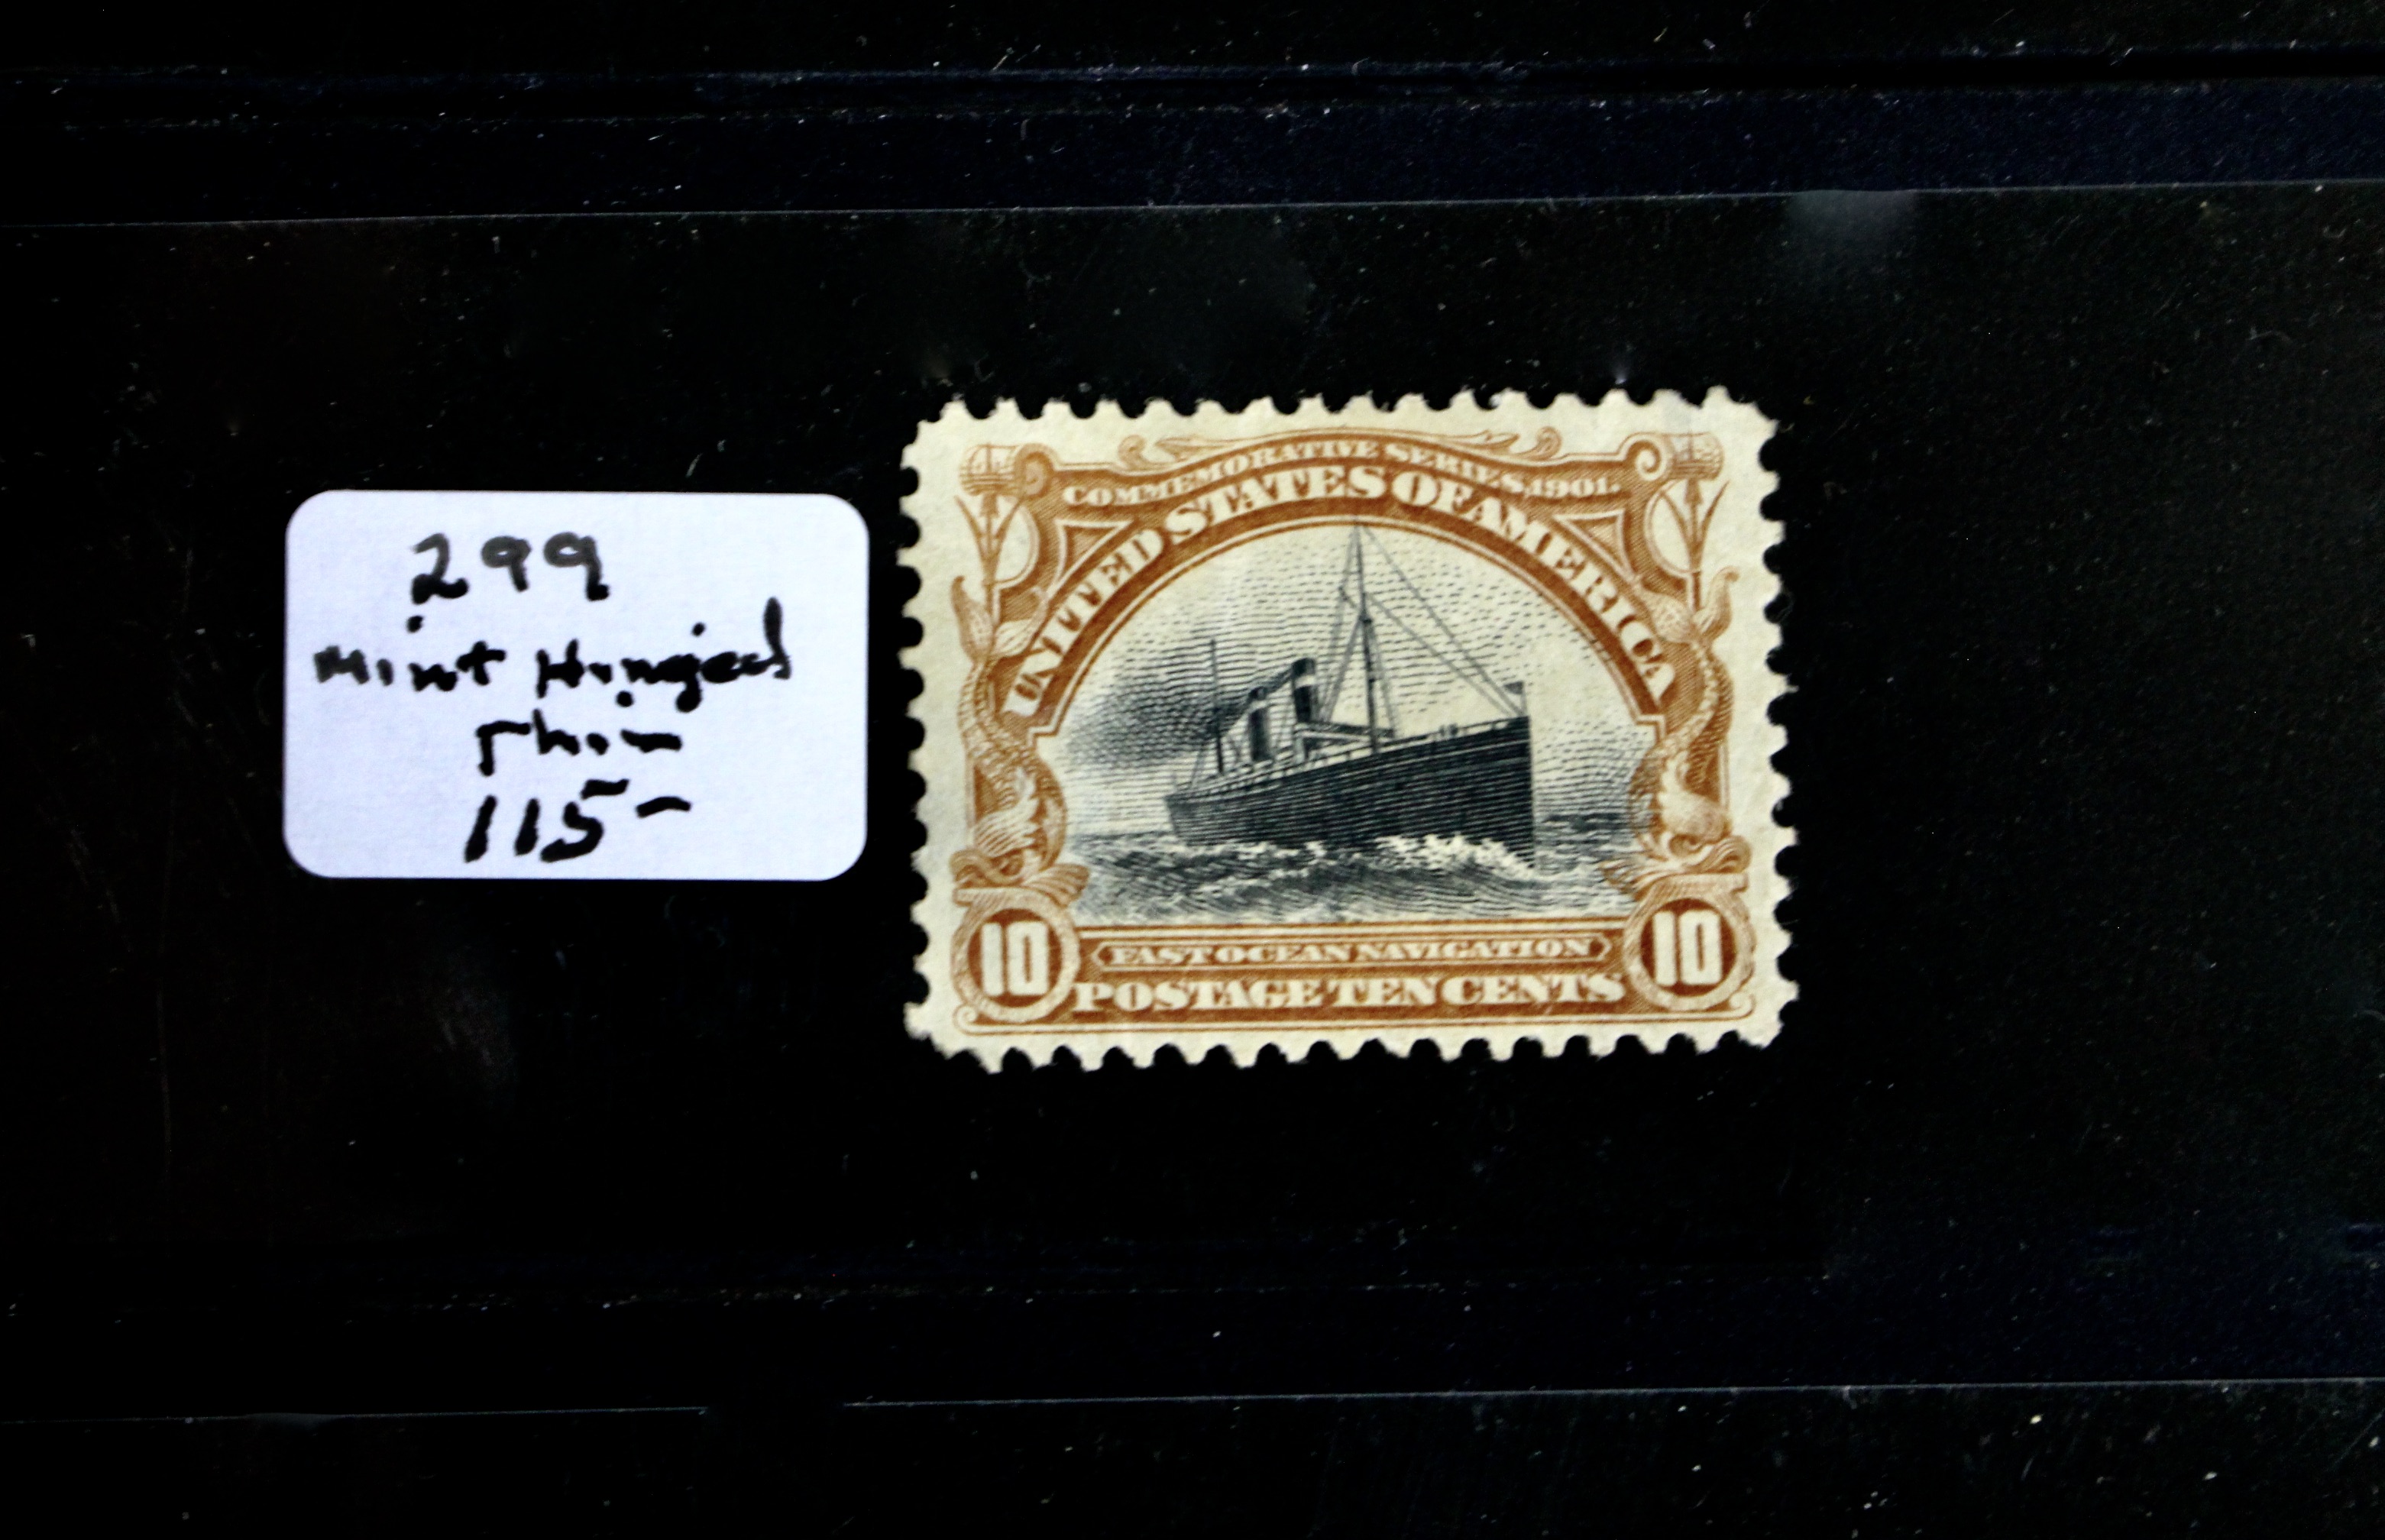 299
Mint Hinged
Thin
115-
COMMEMORATIVE SERIES, 1901.
UNITED STATES OF AMERICA
10 FAST OCEAN NAVIGATION 10
POSTAGE TEN CENTS